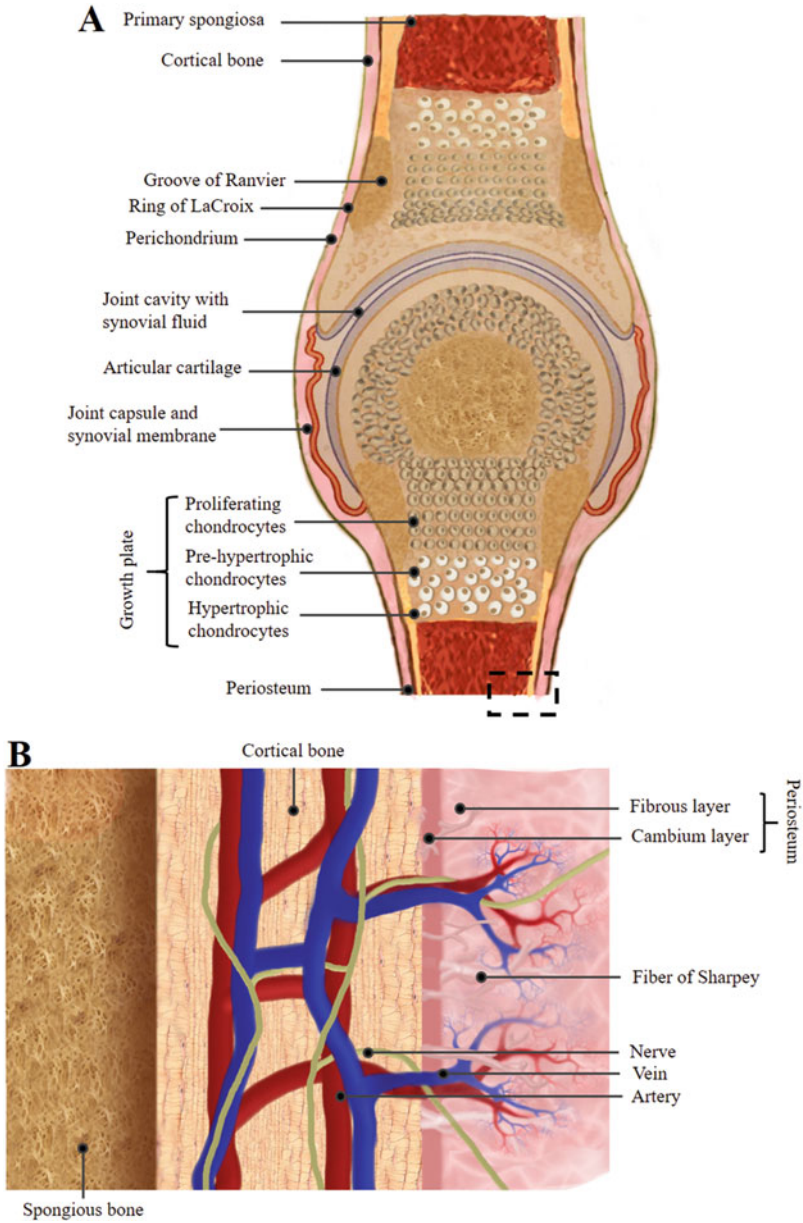 A
Primary spongiosa
Cortical bone
Groove of Ranvier
Ring of LaCroix
Perichondrium
Joint cavity with
synovial fluid
Articular cartilage
Joint capsule and
synovial membrane
Growth plate
Proliferating
chondrocytes
Pre-hypertrophic
chondrocytes
Hypertrophic
chondrocytes
Periosteum
B
Cortical bone
Fibrous layer
Cambium layer
Periosteum
Fiber of Sharpey
Nerve
Vein
Artery
Spongious bone